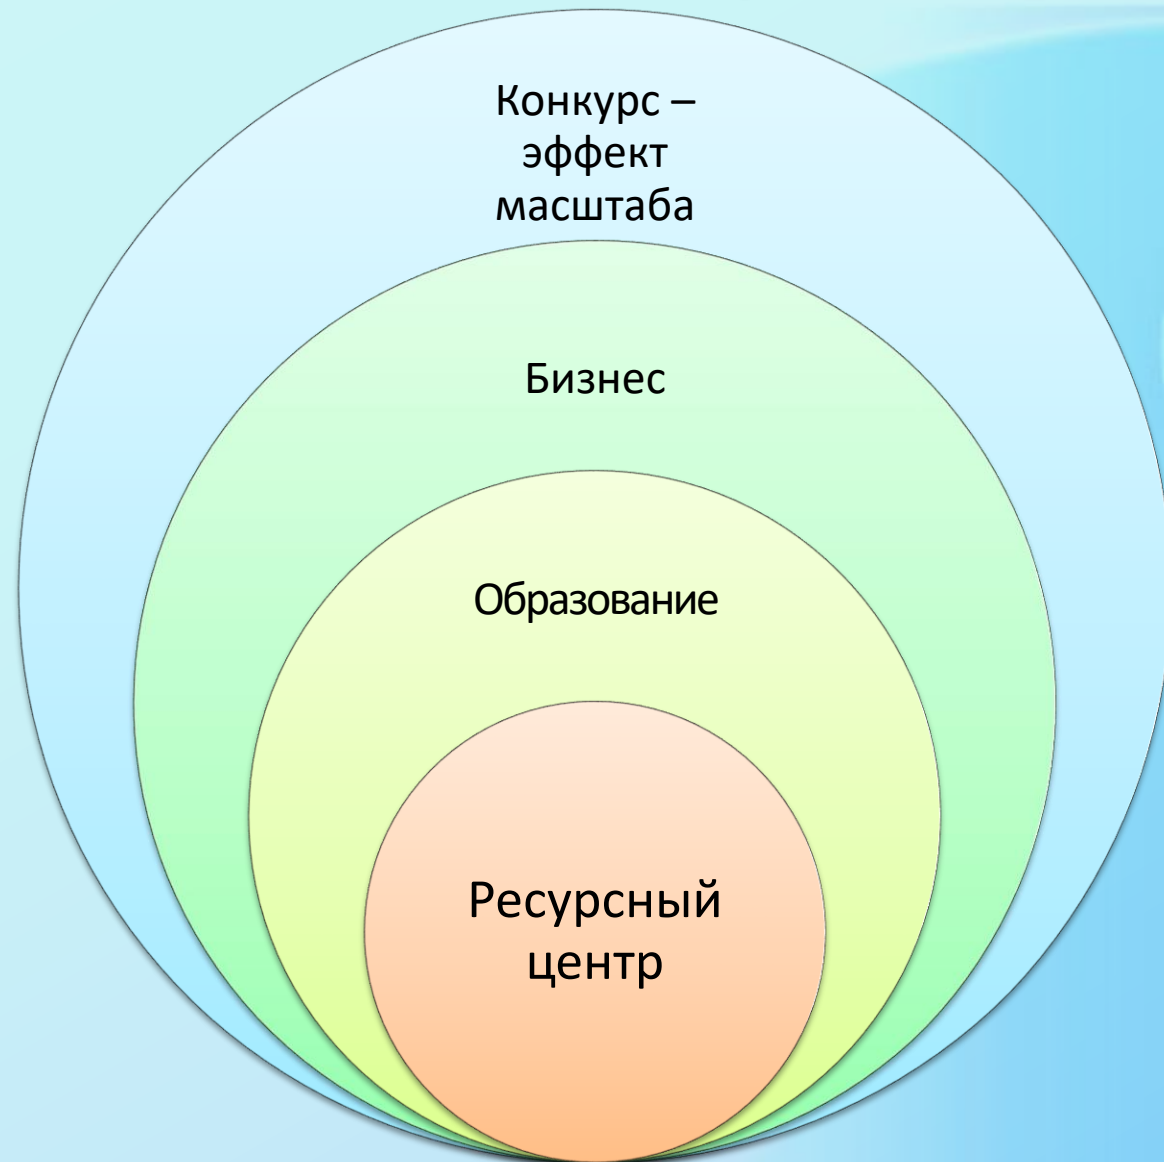 Конкурс –
эффект
масштаба
Бизнес
Образование
Ресурсный
центр